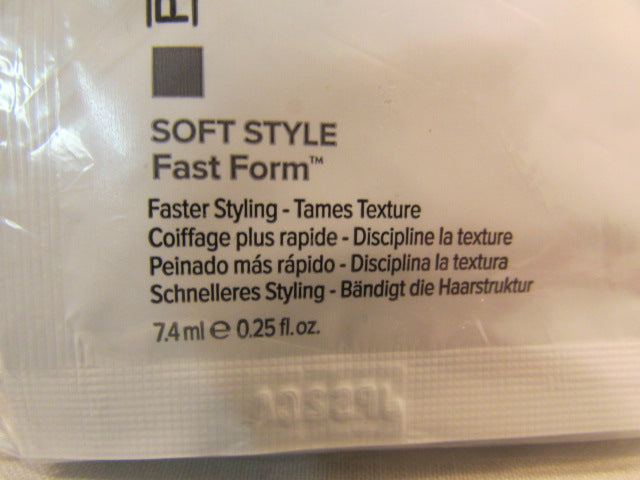 SOFT STYLE
Fast Form™
Faster Styling - Tames Texture
Coiffage plus rapide - Discipline la texture
Peinado más rápido - Disciplina la textura
Schnelleres Styling - Bändigt die Haarstruktur
7.4 ml e 0.25 fl. oz.